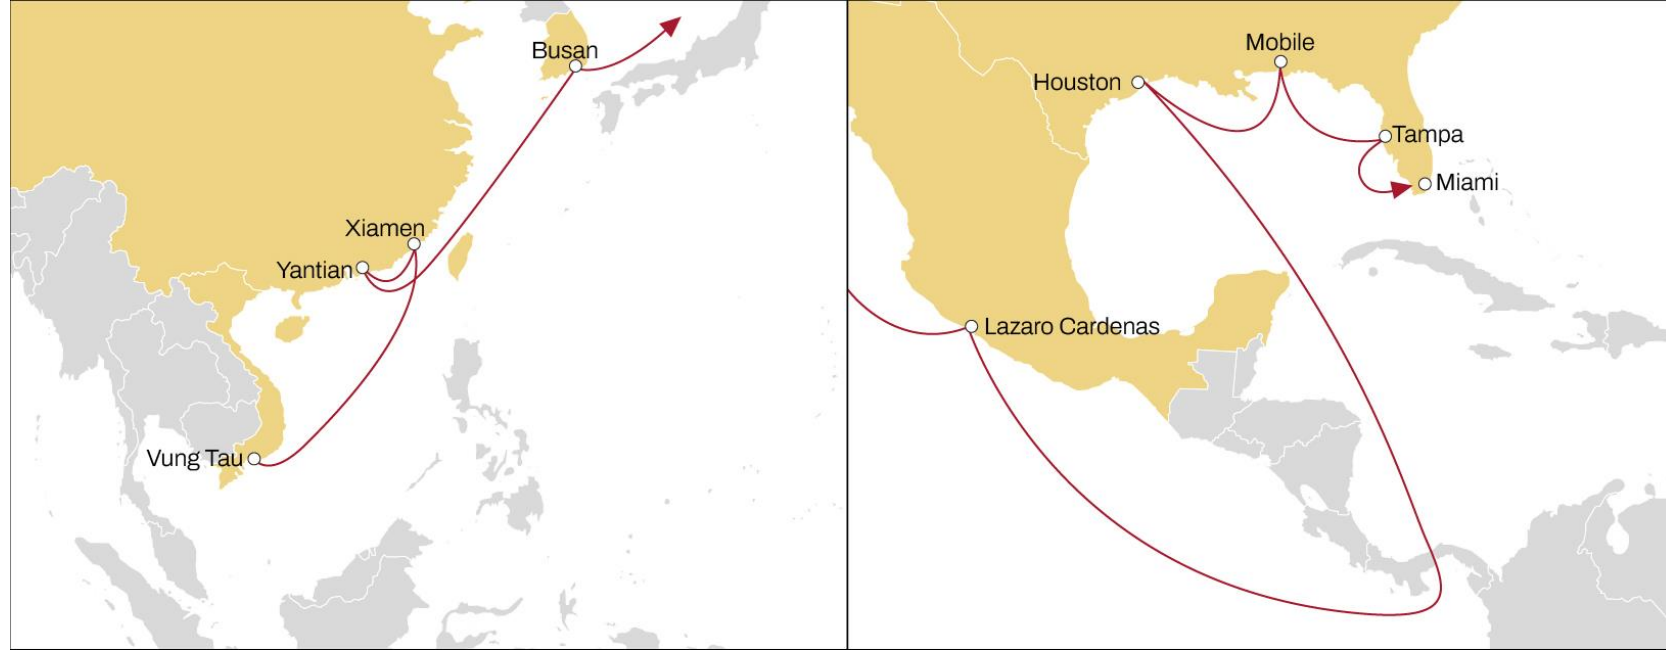 Busan
Xiamen
Yantian
Vung Tau
Mobile
Houston
Tampa
Miami
Lazaro Cardenas